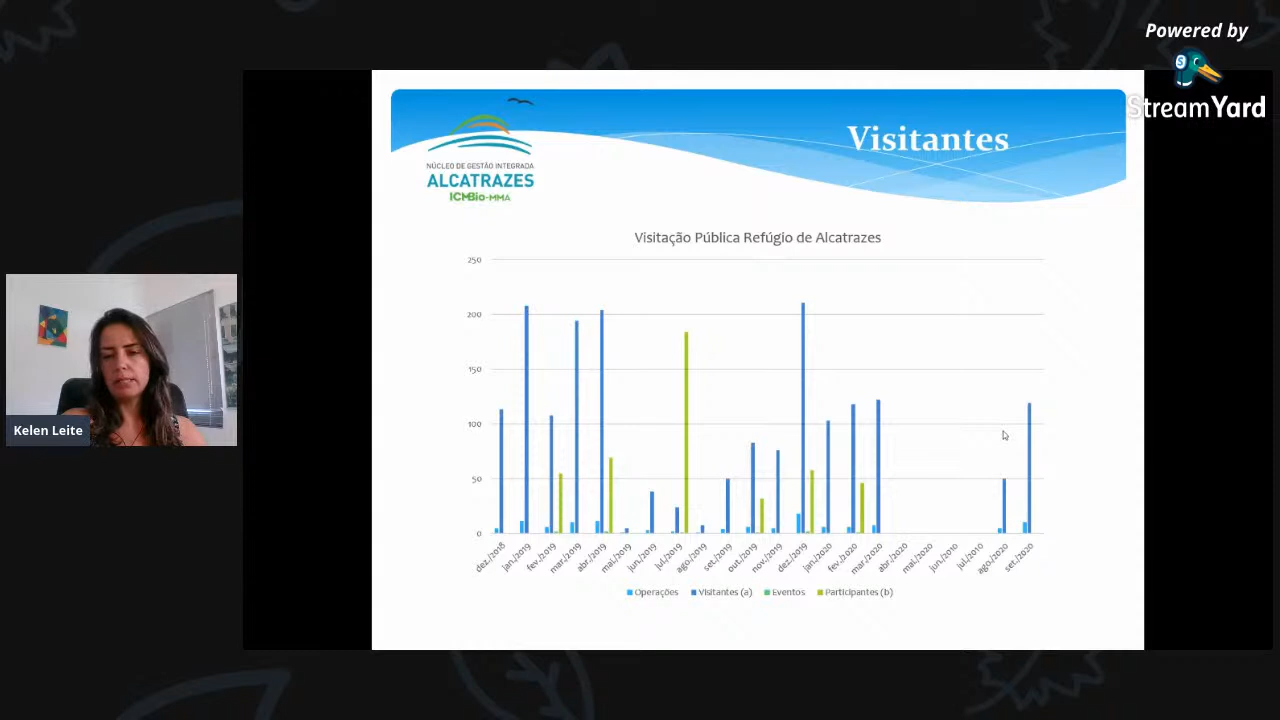 Powered by
StreamYard
Visitantes
NÚCLEO DE GESTÃO INTEGRADA
ALCATRAZES
ICMBio-MMA
Visitação Pública Refúgio de Alcatrazes
250
200
150
100
50
0
dez./2018
jan./2019
fev./2019
mar./2019
abr./2019
mai./2019
jun./2019
jul./2019
ago./2019
set./2019
out./2019
nov./2019
dez./2019
jan./2020
fev./2020
mar./2020
abr./2020
mai./2020
jun./2020
jul./2010
ago./2020
set./2020
Operações
Visitantes (a)
Eventos
Participantes (b)
Kelen Leite